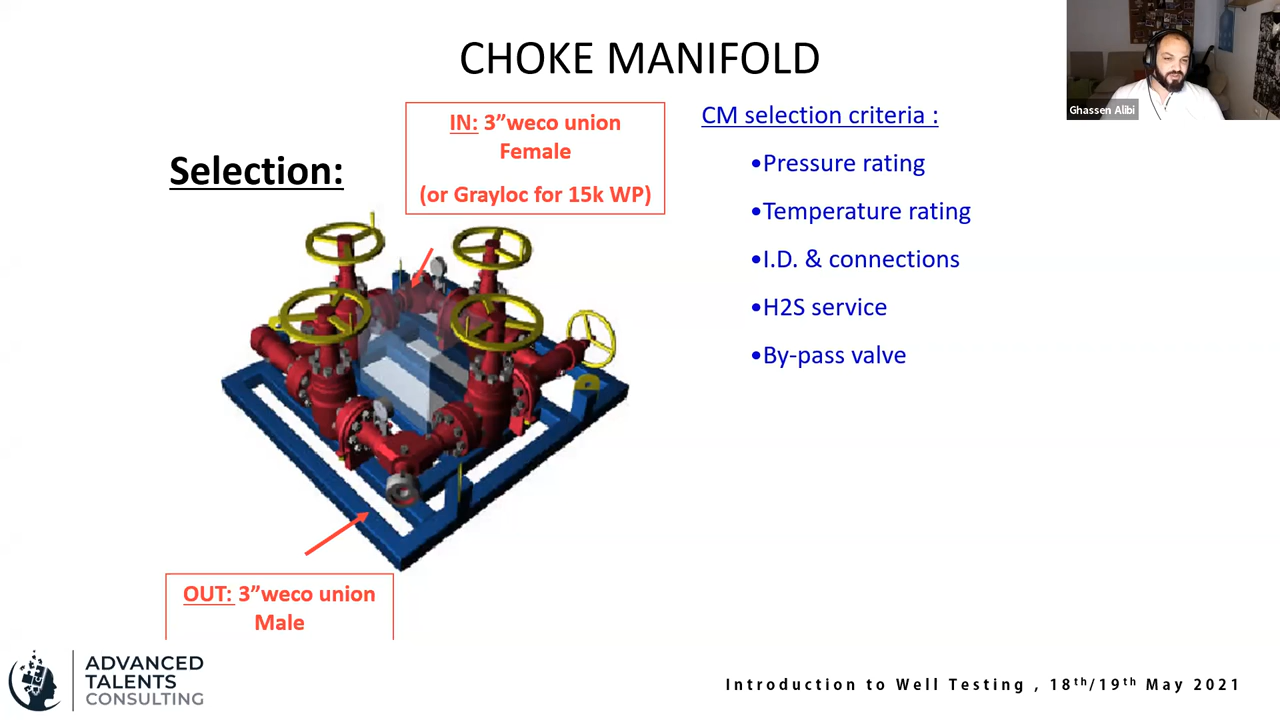 CHOKE MANIFOLD
Ghassen Alibi
Selection:
IN: 3”weco union
Female
(or Grayloc for 15k WP)
CM selection criteria :
•Pressure rating
•Temperature rating
•I.D. & connections
•H2S service
•By-pass valve
OUT: 3”weco union
Male
ADVANCED
TALENTS
CONSULTING
Introduction to Well Testing , 18th/19th May 2021